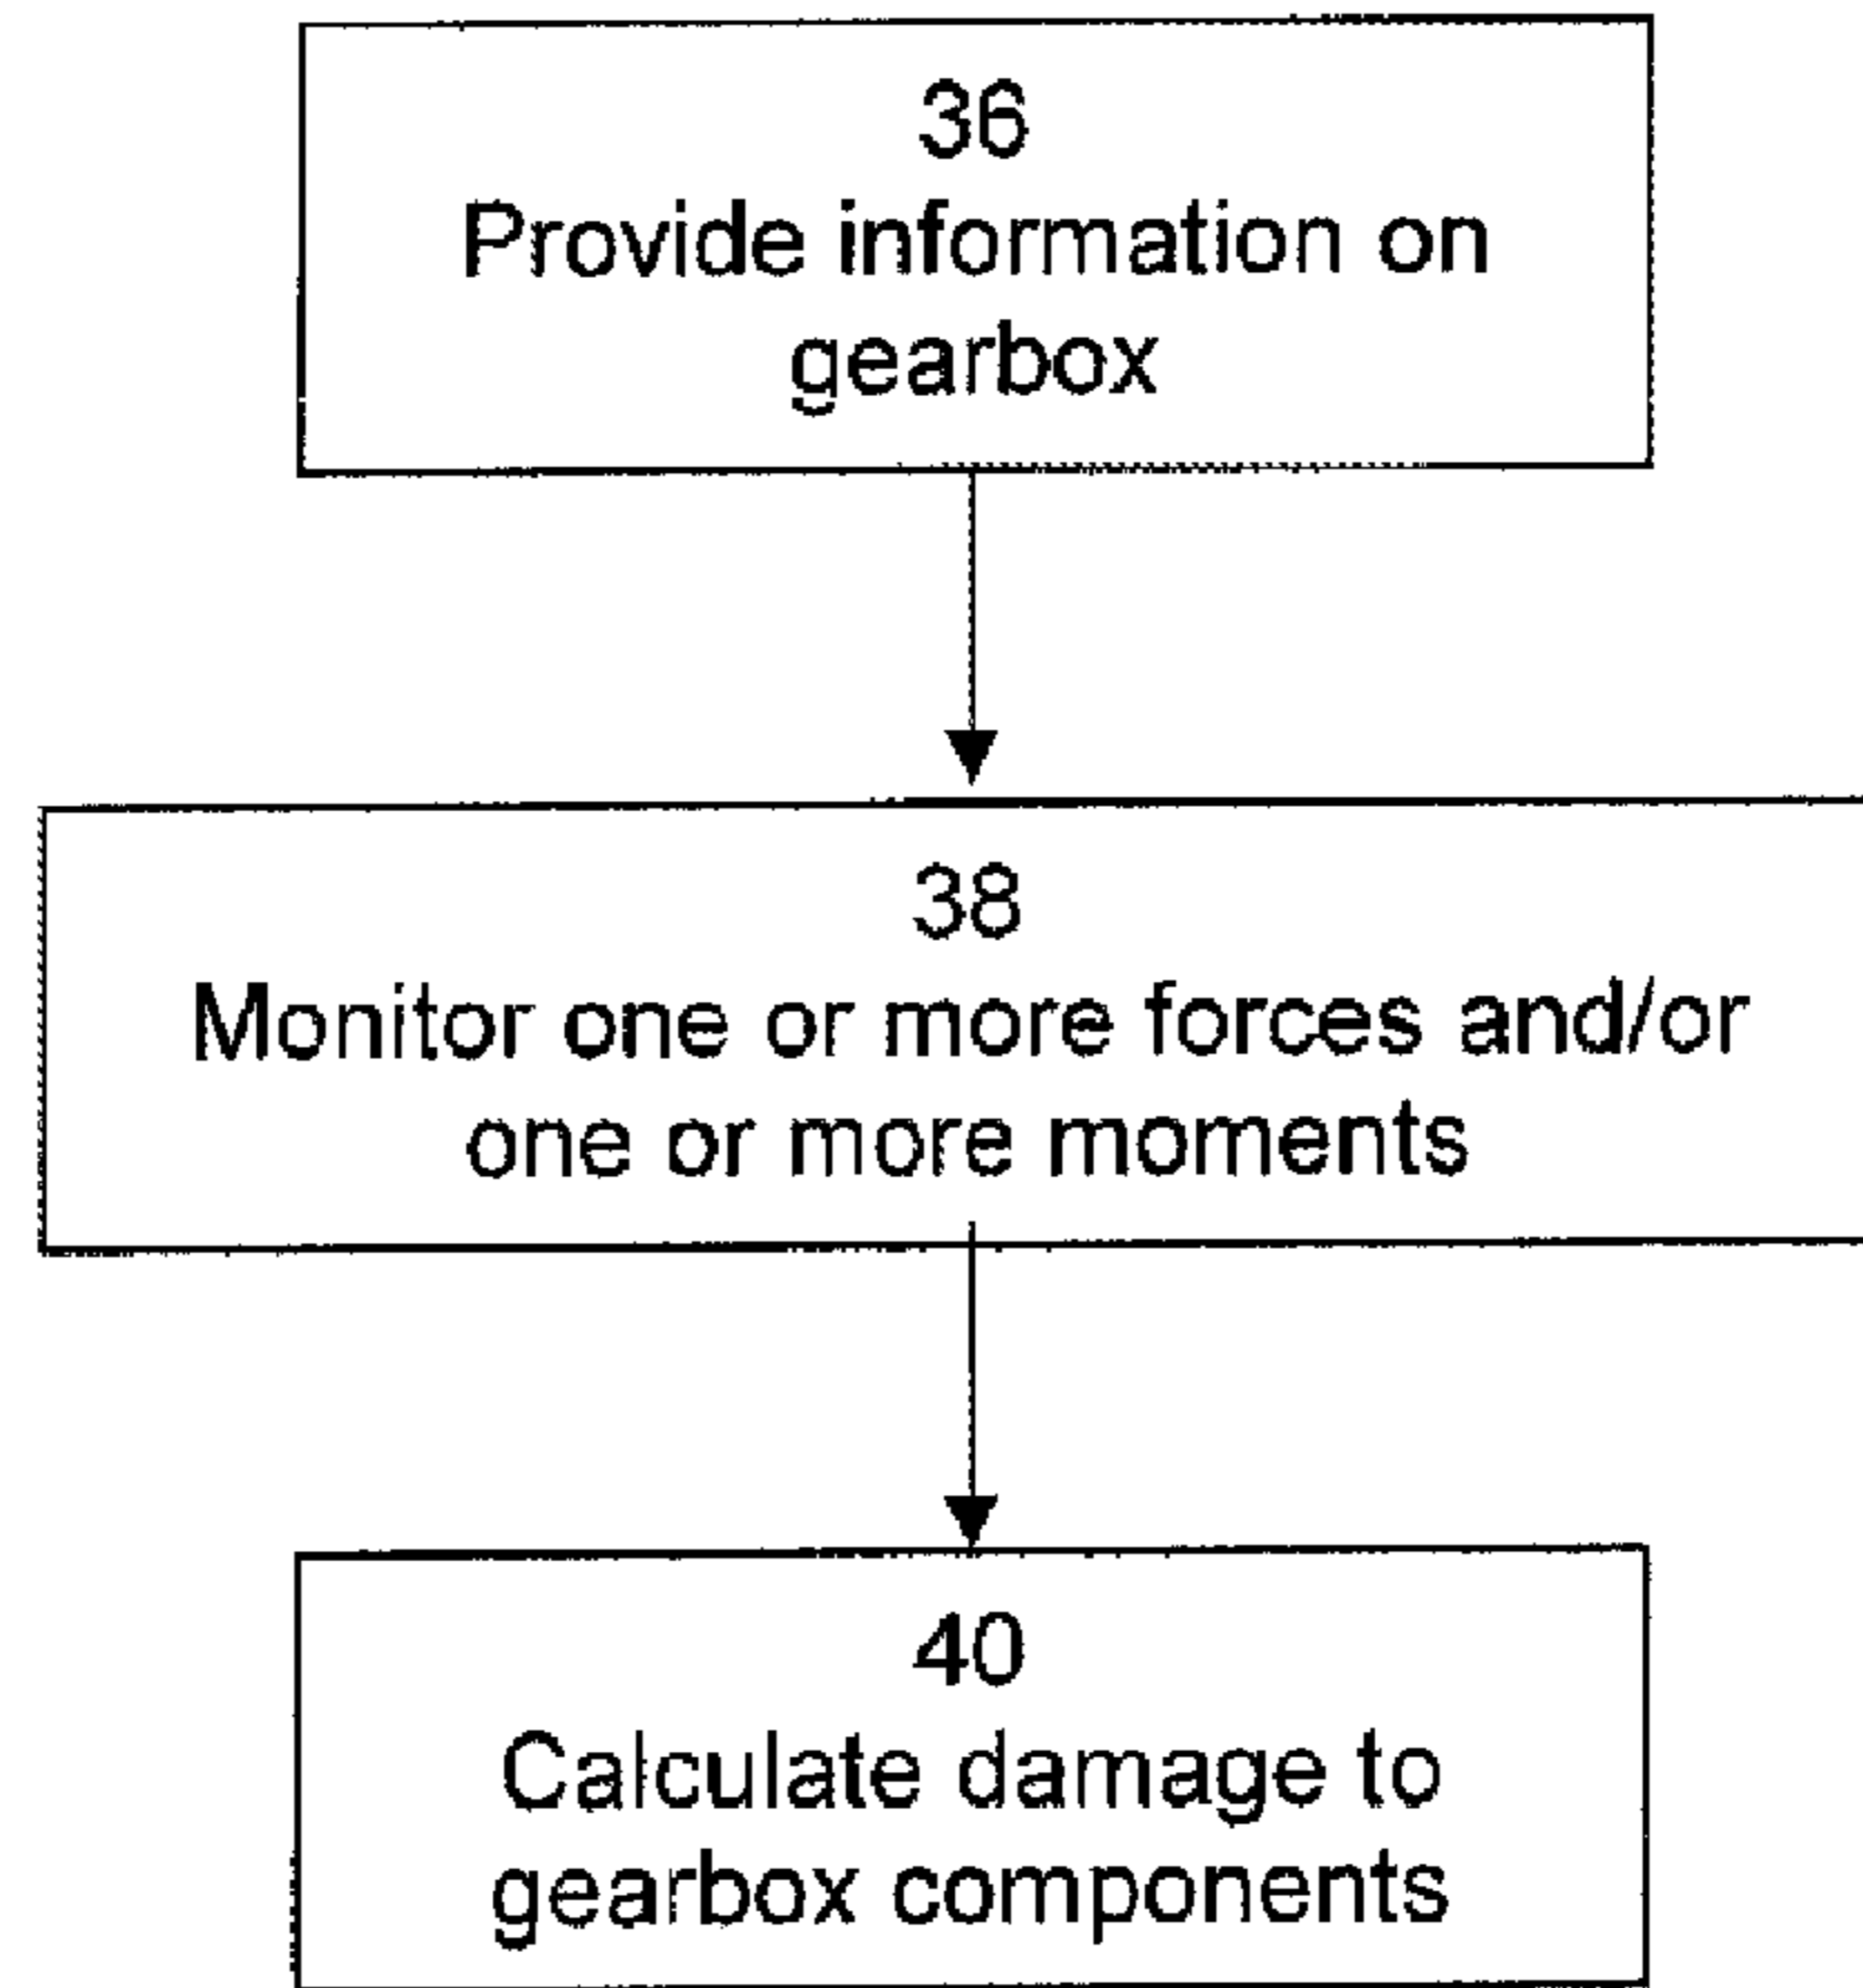 36
Provide information on
gearbox
38
Monitor one or more forces and/or
one or more moments
40
Calculate damage to
gearbox components